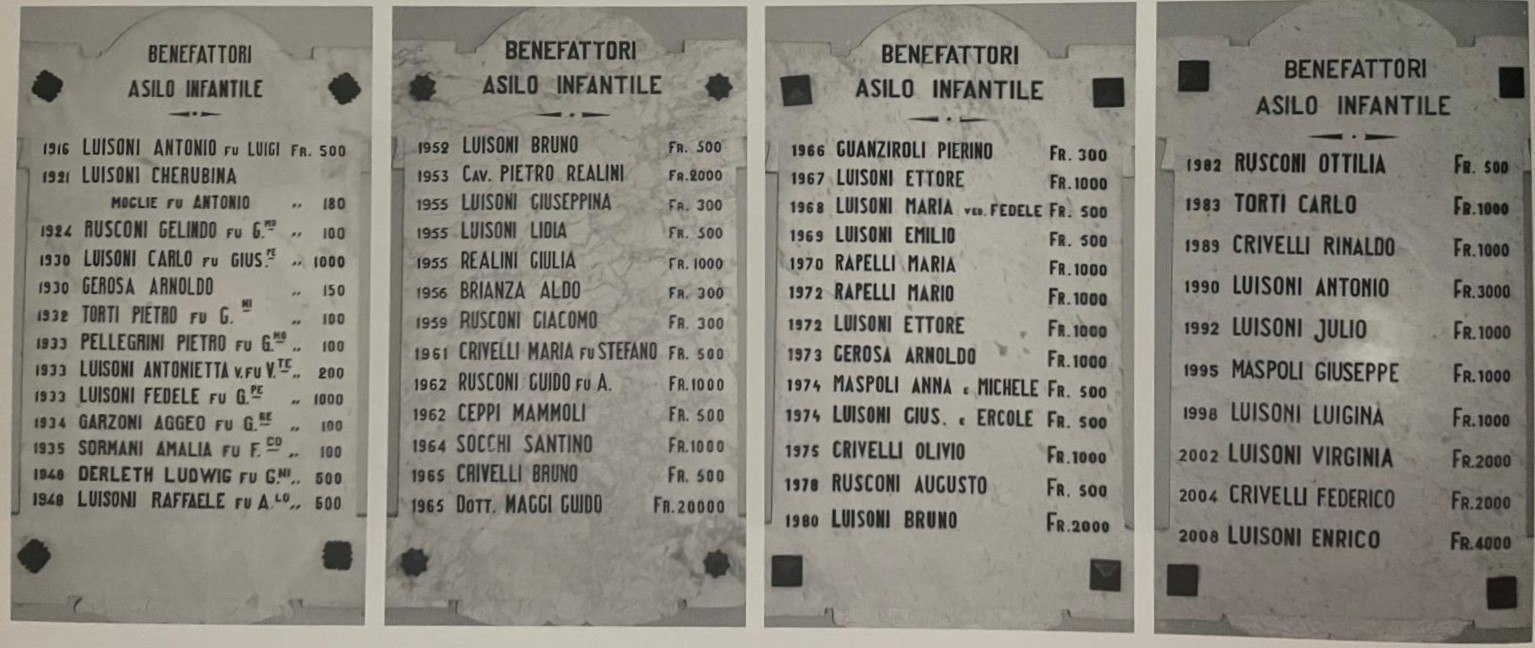 BENEFATTORI
ASILO INFANTILE
1916 LUISONI ANTONIO FU LUIGI FR. 500
1921 LUISONI CHERUBINA
MOGLIE FU ANTONIO „ 180
1924 RUSCONI GELINDO FU G.MO „ 100
1930 LUISONI CARLO FU GIUS.PE „ 1000
1930 GEROSA ARNOLDO „ 150
1932 TORTI PIETRO FU G.NI „ 100
1933 PELLEGRINI PIETRO FU G.MO „ 100
1933 LUISONI ANTONIETTA V. FU V.TE „ 200
1933 LUISONI FEDELE FU G.PE „ 1000
1934 GARZONI AGGEO FU G.RE „ 100
1935 SORMANI AMALIA FU F.CO „ 100
1948 DERLETH LUDWIG FU G.NI „ 500
1948 LUISONI RAFFAELE FU A.LO „ 500
BENEFATTORI
ASILO INFANTILE
1952 LUISONI BRUNO FR. 500
1953 CAV. PIETRO REALINI FR. 2000
1955 LUISONI GIUSEPPINA FR. 300
1955 LUISONI LIDIA FR. 500
1955 REALINI GIULIA FR. 1000
1956 BRIANZA ALDO FR. 300
1959 RUSCONI GIACOMO FR. 300
1961 CRIVELLI MARIA FU STEFANO FR. 500
1962 RUSCONI GUIDO FU A. FR. 1000
1962 CEPPI MAMMOLI FR. 500
1964 SOCCHI SANTINO FR. 1000
1965 CRIVELLI BRUNO FR. 500
1965 DOTT. MAGGI GUIDO FR. 20000
BENEFATTORI
ASILO INFANTILE
1966 GUANZIROLI PIERINO FR. 300
1967 LUISONI ETTORE FR. 1000
1968 LUISONI MARIA VED. FEDELE FR. 500
1969 LUISONI EMILIO FR. 500
1970 RAPELLI MARIA FR. 1000
1972 RAPELLI MARIO FR. 1000
1972 LUISONI ETTORE FR. 1000
1973 GEROSA ARNOLDO FR. 1000
1974 MASPOLI ANNA E MICHELE FR. 500
1974 LUISONI GIUS. E ERCOLE FR. 500
1975 CRIVELLI OLIVIO FR. 1000
1978 RUSCONI AUGUSTO FR. 500
1980 LUISONI BRUNO FR. 2000
BENEFATTORI
ASILO INFANTILE
1982 RUSCONI OTTILIA FR. 500
1983 TORTI CARLO FR. 1000
1989 CRIVELLI RINALDO FR. 1000
1990 LUISONI ANTONIO FR. 3000
1992 LUISONI JULIO FR. 1000
1995 MASPOLI GIUSEPPE FR. 1000
1998 LUISONI LUIGINA FR. 1000
2002 LUISONI VIRGINIA FR. 2000
2004 CRIVELLI FEDERICO FR. 2000
2008 LUISONI ENRICO FR. 4000